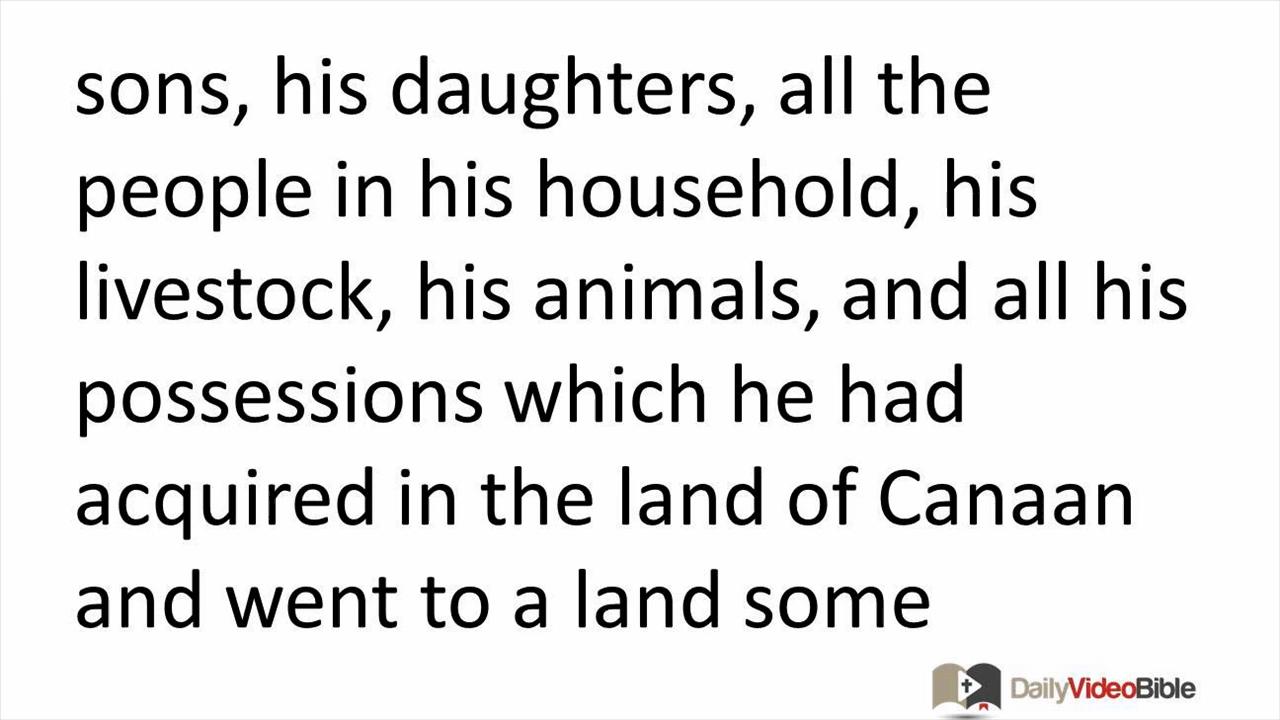 sons, his daughters, all the
people in his household, his
livestock, his animals, and all his
possessions which he had
acquired in the land of Canaan
and went to a land some
DailyVideoBible